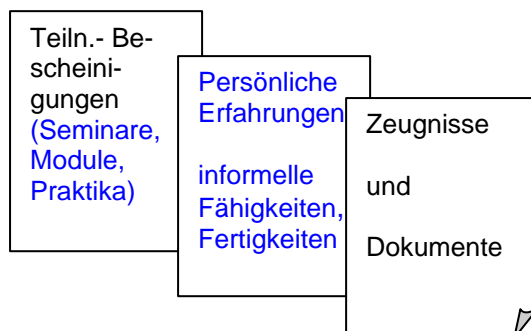 Teiln.- Be-
scheini-
gungen
(Seminare,
Module,
Praktika)
Persönliche
Erfahrungen
informelle
Fähigkeiten,
Fertigkeiten
Zeugnisse
und
Dokumente